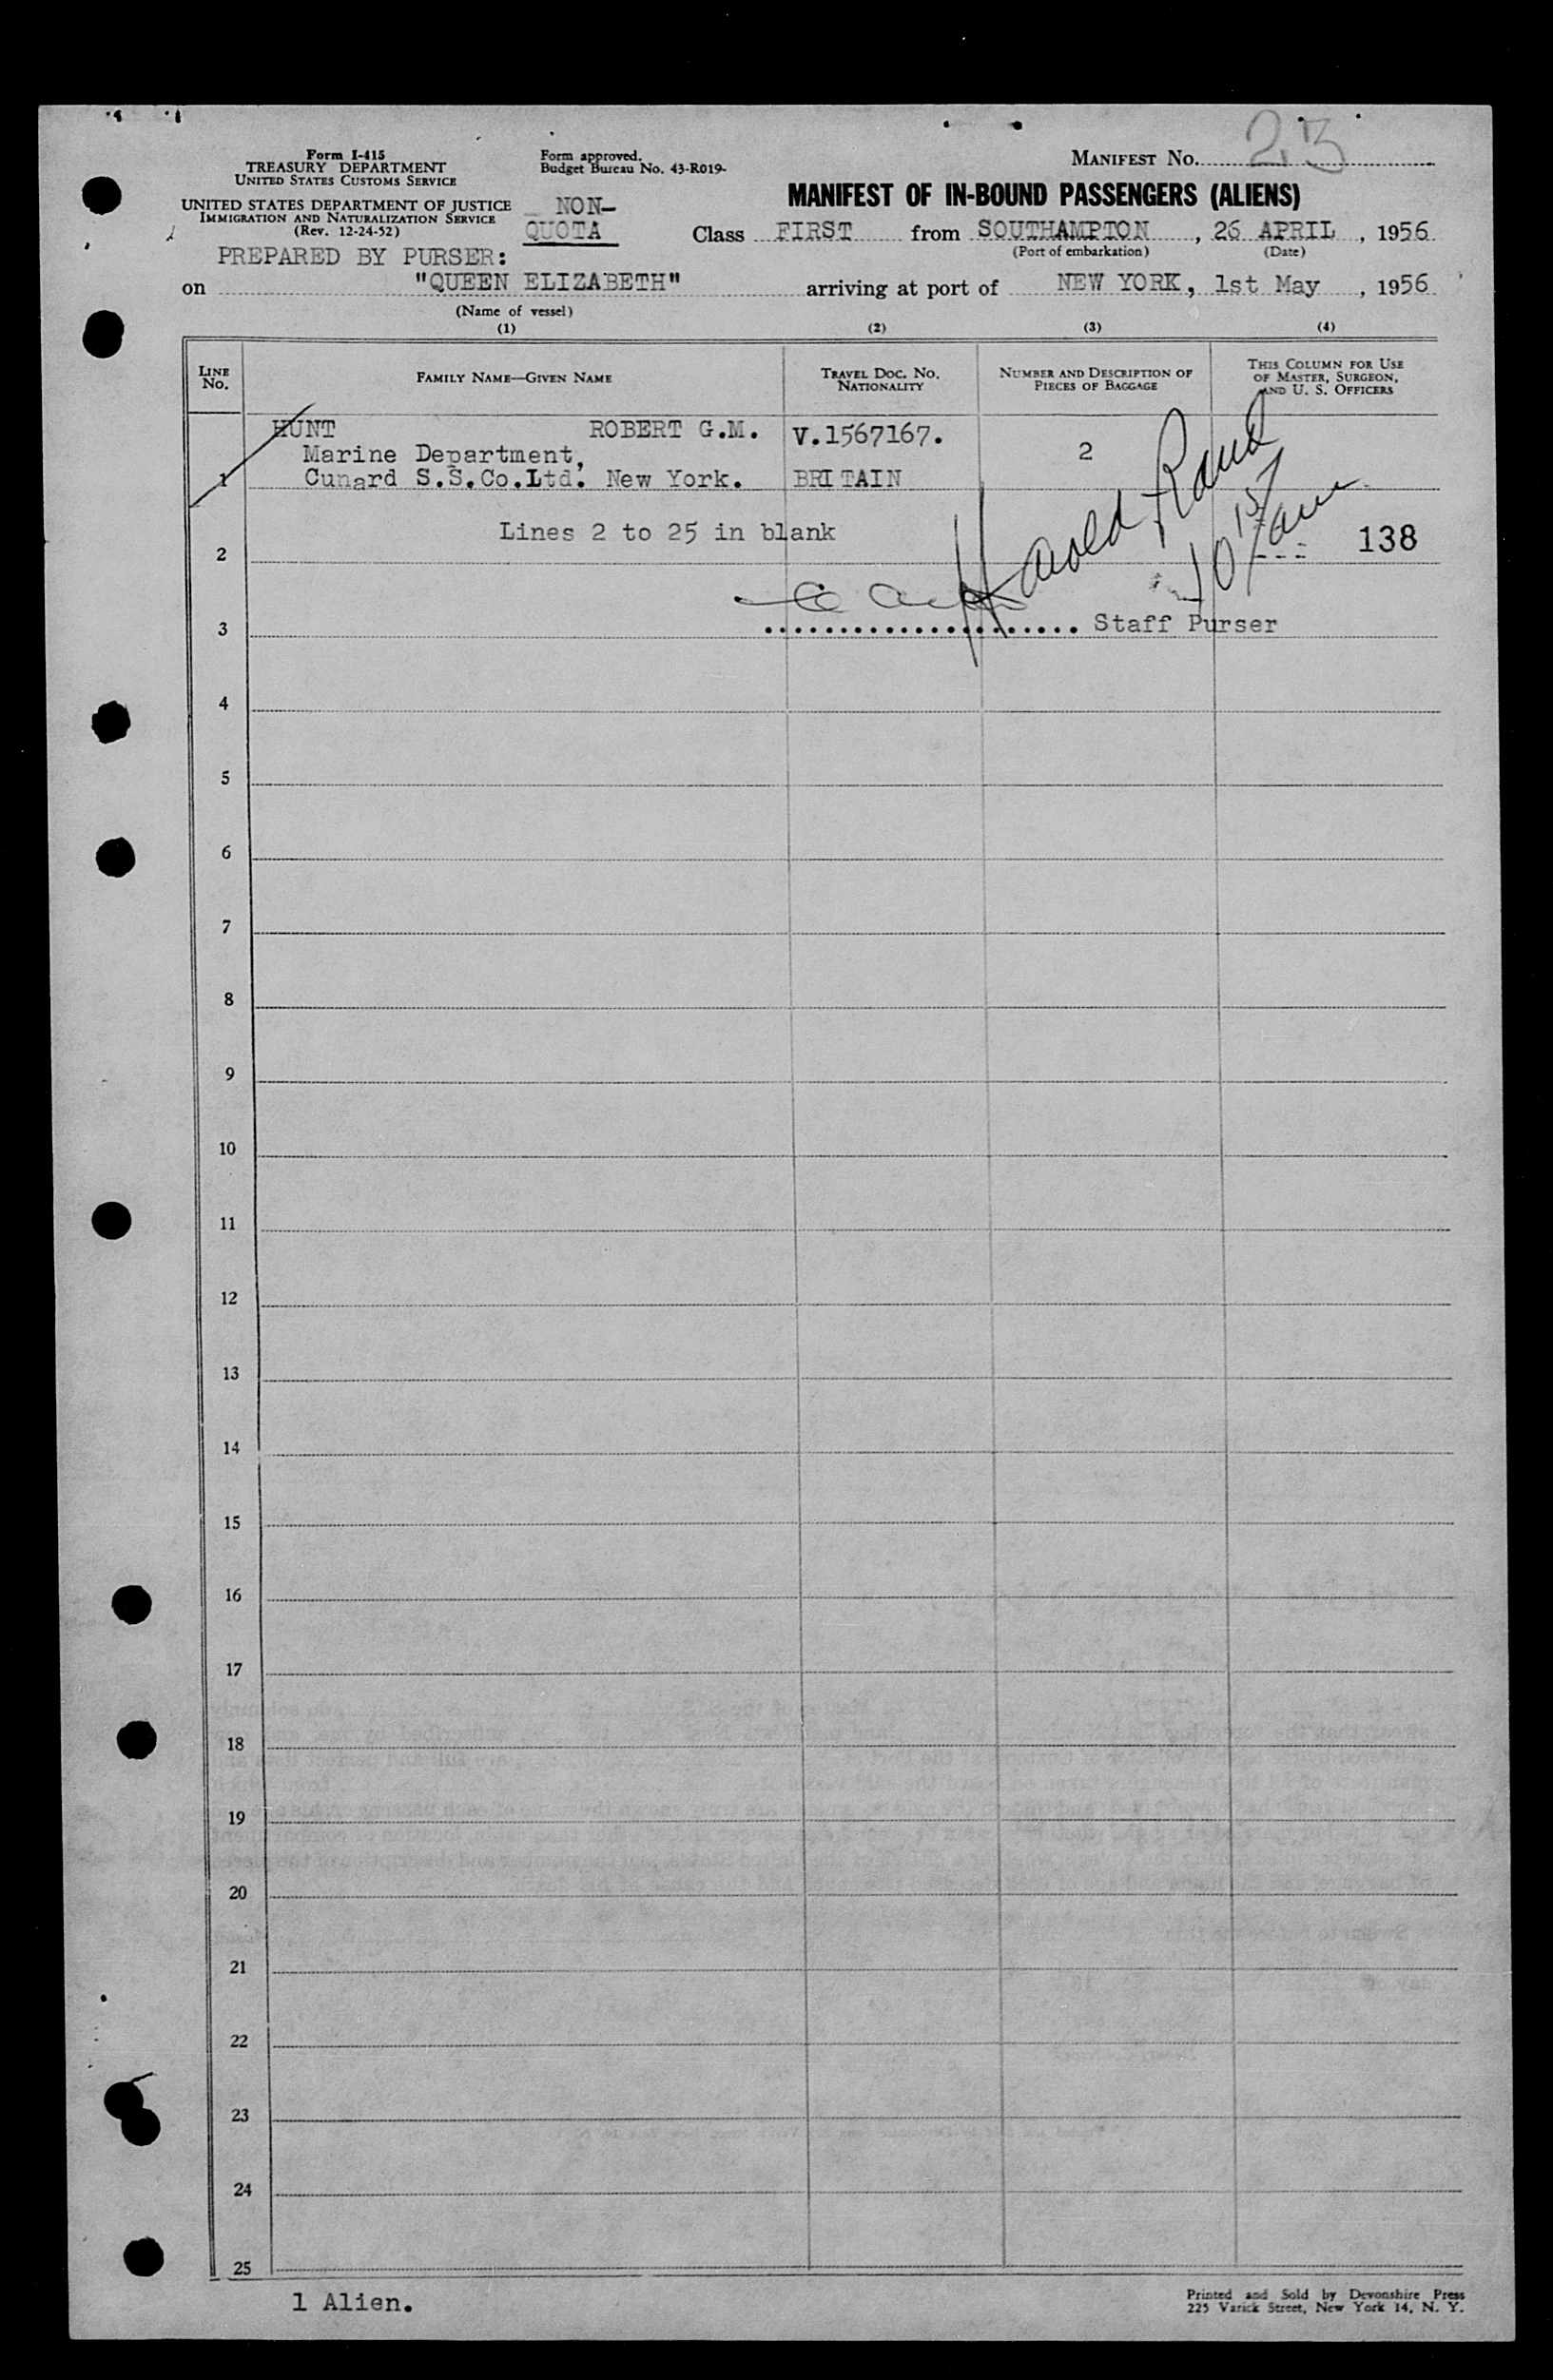 Form I-415
TREASURY DEPARTMENT
UNITED STATES CUSTOMS SERVICE
UNITED STATES DEPARTMENT OF JUSTICE
IMMIGRATION AND NATURALIZATION SERVICE
(Rev. 12-24-52)
Form approved.
Budget Bureau No. 43-R019-
NON-
QUOTA
MANIFEST NO. 23
MANIFEST OF IN-BOUND PASSENGERS (ALIENS)
Class FIRST from SOUTHAMPTON, 26 APRIL, 1956
(Port of embarkation) (Date)
PREPARED BY PURSER:
on "QUEEN ELIZABETH" arriving at port of NEW YORK, 1st May, 1956
(Name of vessel)
(1) (2) (3) (4)
LINE NO.
FAMILY NAME—GIVEN NAME
TRAVEL DOC. NO. NATIONALITY
NUMBER AND DESCRIPTION OF PIECES OF BAGGAGE
THIS COLUMN FOR USE OF MASTER, SURGEON, AND U. S. OFFICERS
HUNT ROBERT G.M. V.1567167.
Marine Department, 2
1 Cunard S.S.Co.Ltd. New York. BRITAIN
Lines 2 to 25 in blank
2 138
Harold Rand
10 15/am
3 Staff Purser
4
5
6
7
8
9
10
11
12
13
14
15
16
17
18
19
20
21
22
23
24
25
1 Alien.
Printed and Sold by Devonshire Press
225 Varick Street, New York 14, N. Y.